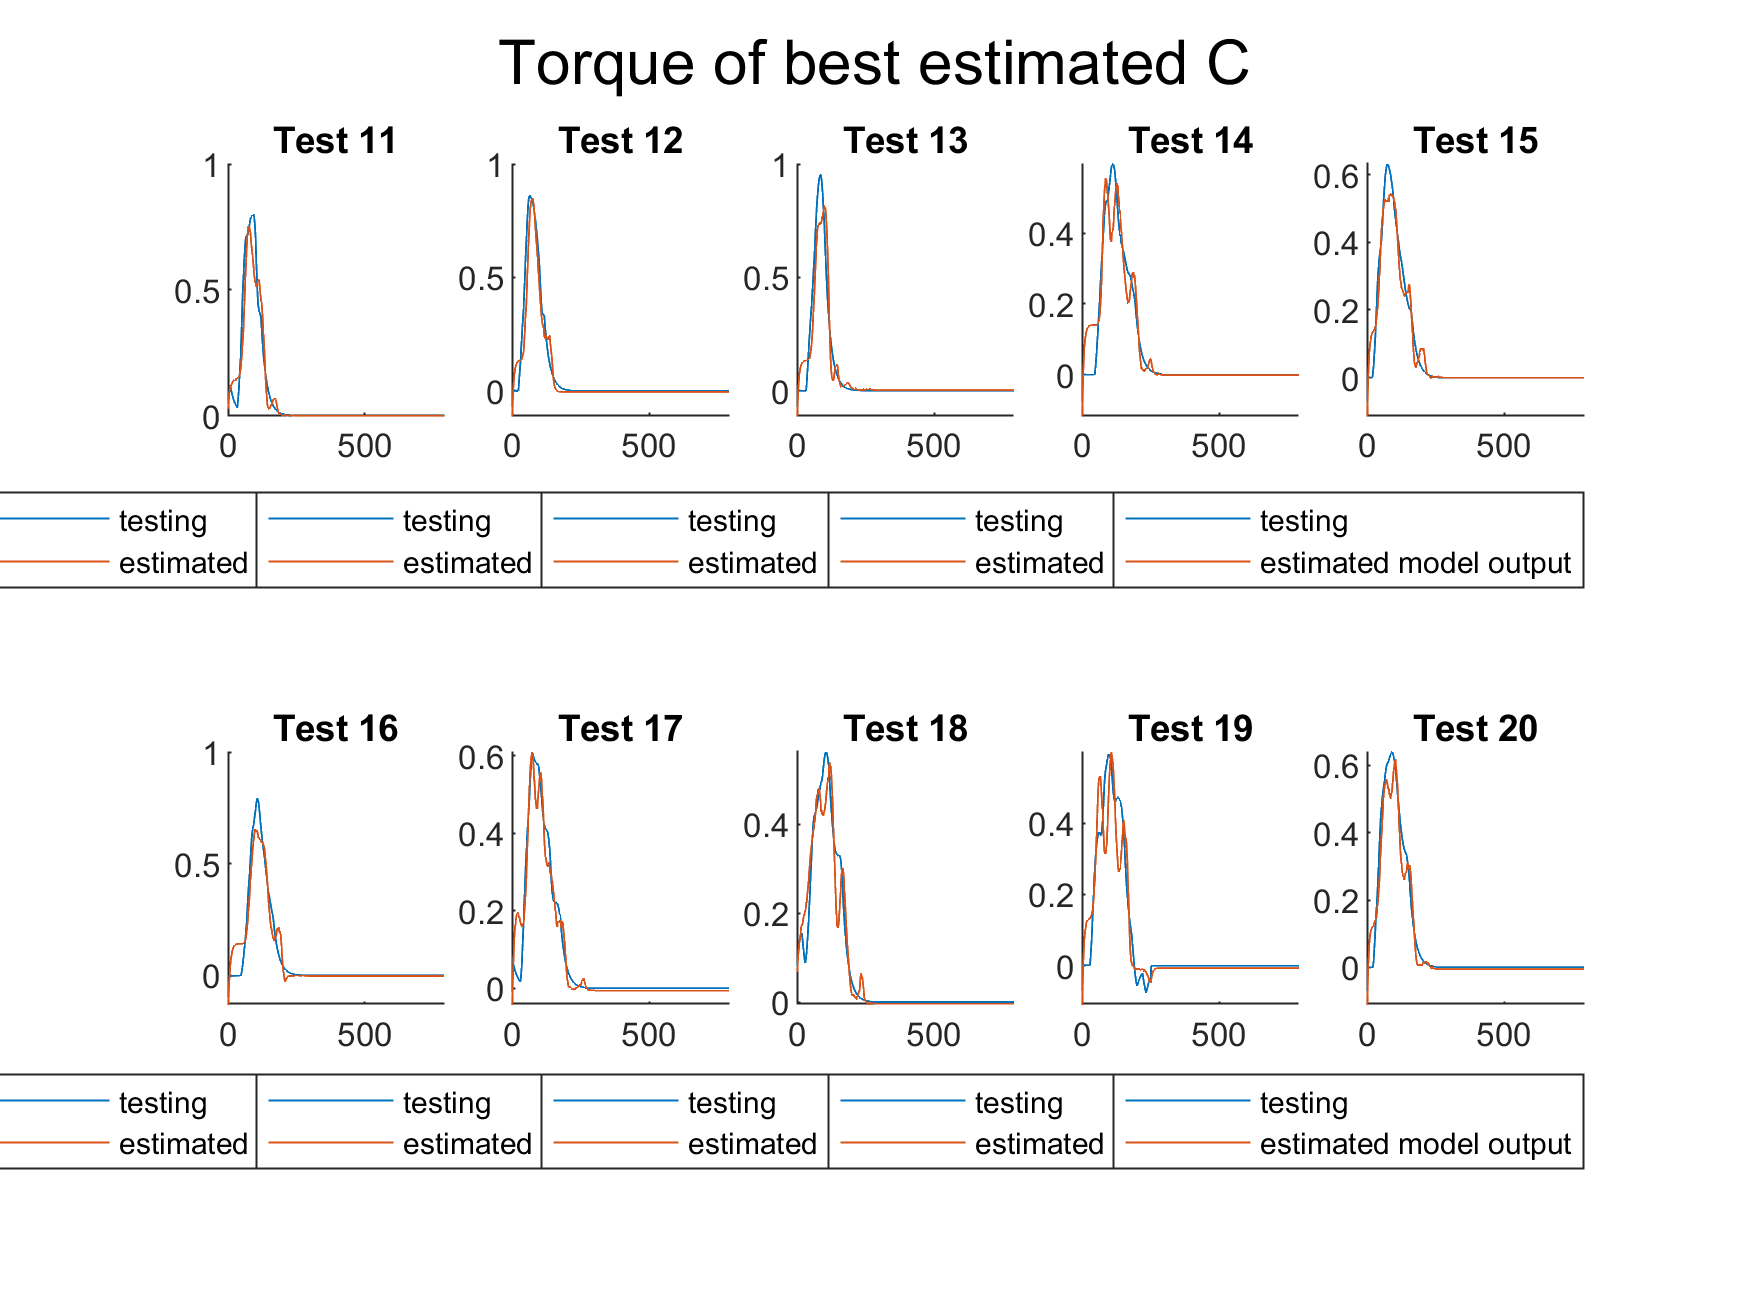 Torque of best estimated C
Test 11 Test 12 Test 13 Test 14 Test 15
1 1 1 0.6
0.4 0.4
0.5 0.5 0.5
0.2 0.2
0 0 0 0 0
0 500 0 500 0 500 0 500 0 500
testing testing testing testing testing
estimated estimated estimated estimated estimated model output
Test 16 Test 17 Test 18 Test 19 Test 20
1 0.6 0.6
0.4 0.4 0.4 0.4
0.5
0.2 0.2 0.2 0.2
0 0 0 0 0
0 500 0 500 0 500 0 500 0 500
testing testing testing testing testing
estimated estimated estimated estimated estimated model output